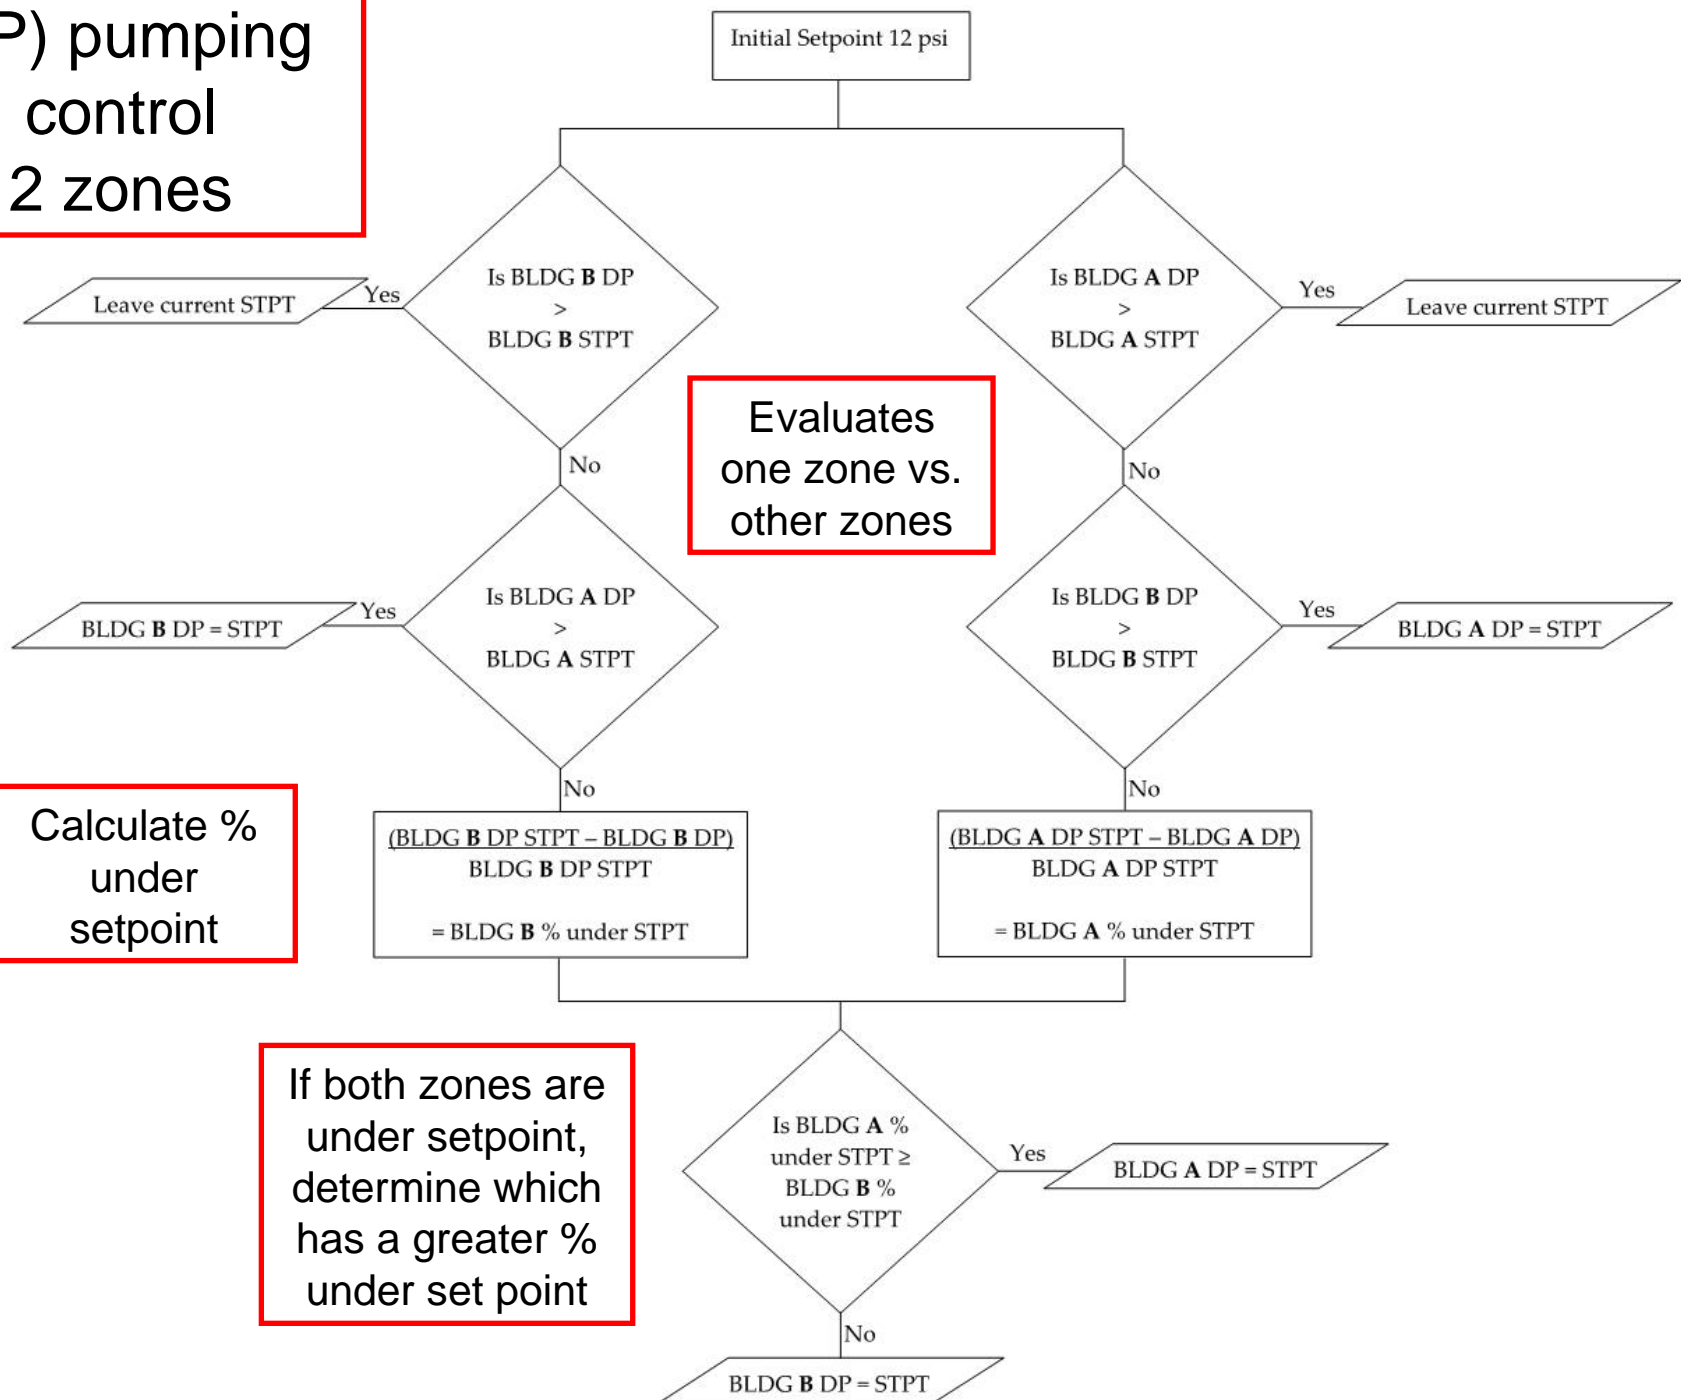 P) pumping
control
2 zones
Initial Setpoint 12 psi
Is BLDG B DP
>
BLDG B STPT
Yes
Leave current STPT
No
Is BLDG A DP
>
BLDG A STPT
Yes
Leave current STPT
No
Evaluates
one zone vs.
other zones
Is BLDG A DP
>
BLDG A STPT
Yes
BLDG B DP = STPT
No
Is BLDG B DP
>
BLDG B STPT
Yes
BLDG A DP = STPT
No
Calculate %
under
setpoint
(BLDG B DP STPT – BLDG B DP)
BLDG B DP STPT
= BLDG B % under STPT
(BLDG A DP STPT – BLDG A DP)
BLDG A DP STPT
= BLDG A % under STPT
If both zones are
under setpoint,
determine which
has a greater %
under set point
Is BLDG A %
under STPT ≥
BLDG B %
under STPT
Yes
BLDG A DP = STPT
No
BLDG B DP = STPT